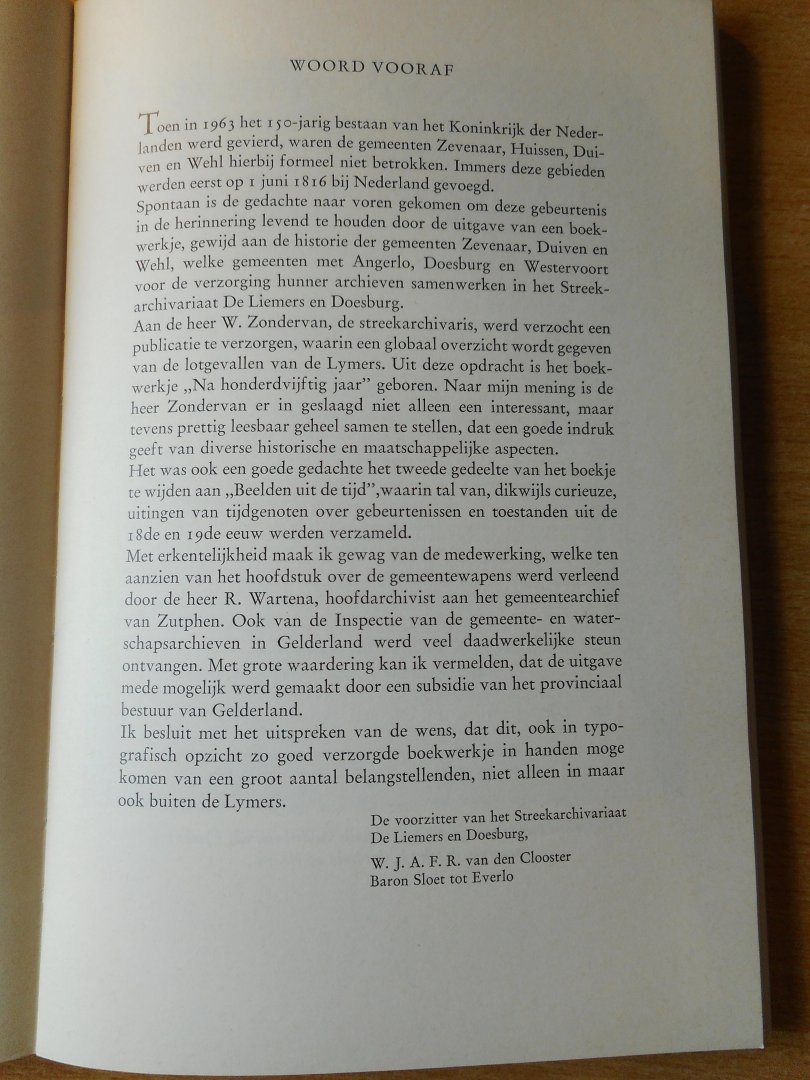 WOORD VOORAF
Toen in 1963 het 150-jarig bestaan van het Koninkrijk der Neder-
landen werd gevierd, waren de gemeenten Zevenaar, Huissen, Dui-
ven en Wehl hierbij formeel niet betrokken. Immers deze gebieden
werden eerst op 1 juni 1816 bij Nederland gevoegd.
Spontaan is de gedachte naar voren gekomen om deze gebeurtenis
in de herinnering levend te houden door de uitgave van een boek-
werkje, gewijd aan de historie der gemeenten Zevenaar, Duiven en
Wehl, welke gemeenten met Angerlo, Doesburg en Westervoort
voor de verzorging hunner archieven samenwerken in het Streek-
archivariaat De Liemers en Doesburg.
Aan de heer W. Zondervan, de streekarchivaris, werd verzocht een
publicatie te verzorgen, waarin een globaal overzicht wordt gegeven
van de lotgevallen van de Lymers. Uit deze opdracht is het boek-
werkje „Na honderdvijftig jaar” geboren. Naar mijn mening is de
heer Zondervan er in geslaagd niet alleen een interessant, maar
tevens prettig leesbaar geheel samen te stellen, dat een goede indruk
geeft van diverse historische en maatschappelijke aspecten.
Het was ook een goede gedachte het tweede gedeelte van het boekje
te wijden aan „Beelden uit de tijd”,waarin tal van, dikwijls curieuze,
uitingen van tijdgenoten over gebeurtenissen en toestanden uit de
18de en 19de eeuw werden verzameld.
Met erkentelijkheid maak ik gewag van de medewerking, welke ten
aanzien van het hoofdstuk over de gemeentewapens werd verleend
door de heer R. Wartena, hoofdarchivist aan het gemeentearchief
van Zutphen. Ook van de Inspectie van de gemeente- en water-
schapsarchieven in Gelderland werd veel daadwerkelijke steun
ontvangen. Met grote waardering kan ik vermelden, dat de uitgave
mede mogelijk werd gemaakt door een subsidie van het provinciaal
bestuur van Gelderland.
Ik besluit met het uitspreken van de wens, dat dit, ook in typo-
grafisch opzicht zo goed verzorgde boekwerkje in handen moge
komen van een groot aantal belangstellenden, niet alleen in maar
ook buiten de Lymers.
De voorzitter van het Streekarchivariaat
De Liemers en Doesburg,
W. J. A. F. R. van den Clooster
Baron Sloet tot Everlo